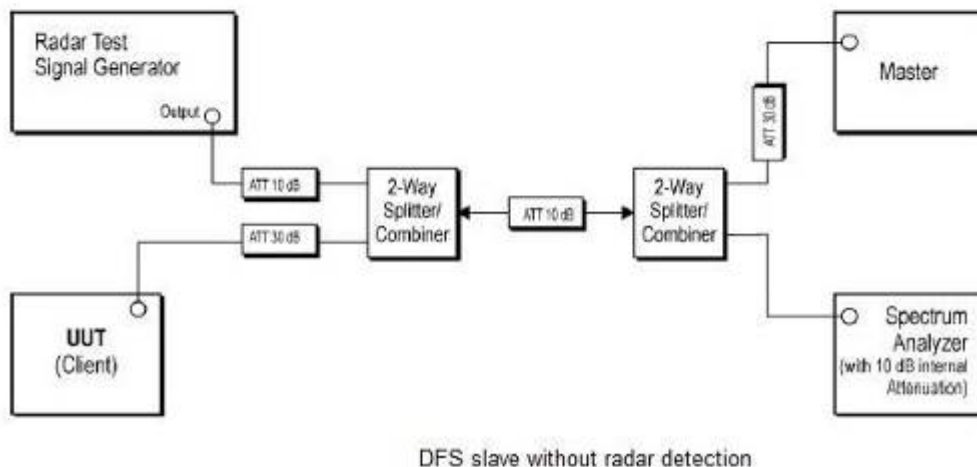 Radar Test
Signal Generator
Output
ATT 10 dB
ATT 30 dB
2-Way
Splitter/
Combiner
ATT 10 dB
2-Way
Splitter/
Combiner
ATT 30 dB
Master
UUT
(Client)
Spectrum
Analyzer
(with 10 dB internal
Attenuation)
DFS slave without radar detection